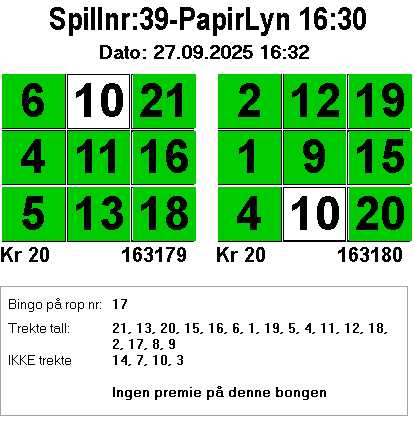 Spillnr:39-PapirLyn 16:30
Dato: 27.09.2025 16:32
6 10 21 2 12 19
4 11 16 1 9 15
5 13 18 4 10 20
Kr 20 163179 Kr 20 163180
Bingo på rop nr: 17
Trekte tall: 21, 13, 20, 15, 16, 6, 1, 19, 5, 4, 11, 12, 18,
2, 17, 8, 9
IKKE trekte 14, 7, 10, 3
Ingen premie på denne bongen